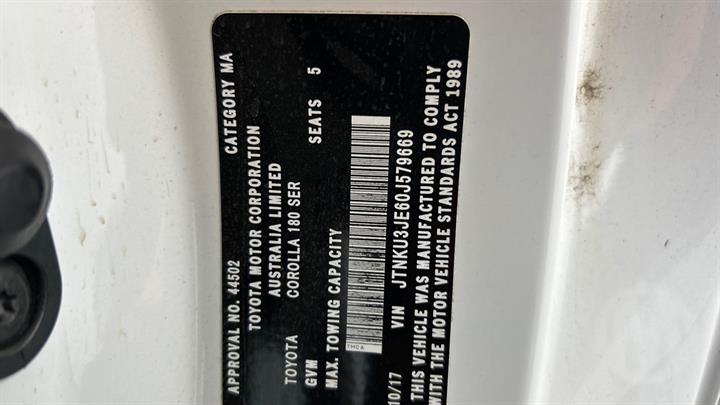 APPROVAL NO. 44502 CATEGORY MA
TOYOTA MOTOR CORPORATION
AUSTRALIA LIMITED
TOYOTA COROLLA 180 SER
GVM SEATS 5
MAX. TOWING CAPACITY
THCA
10/17 VIN JTNKU3JE60J579669
THIS VEHICLE WAS MANUFACTURED TO COMPLY
WITH THE MOTOR VEHICLE STANDARDS ACT 1989